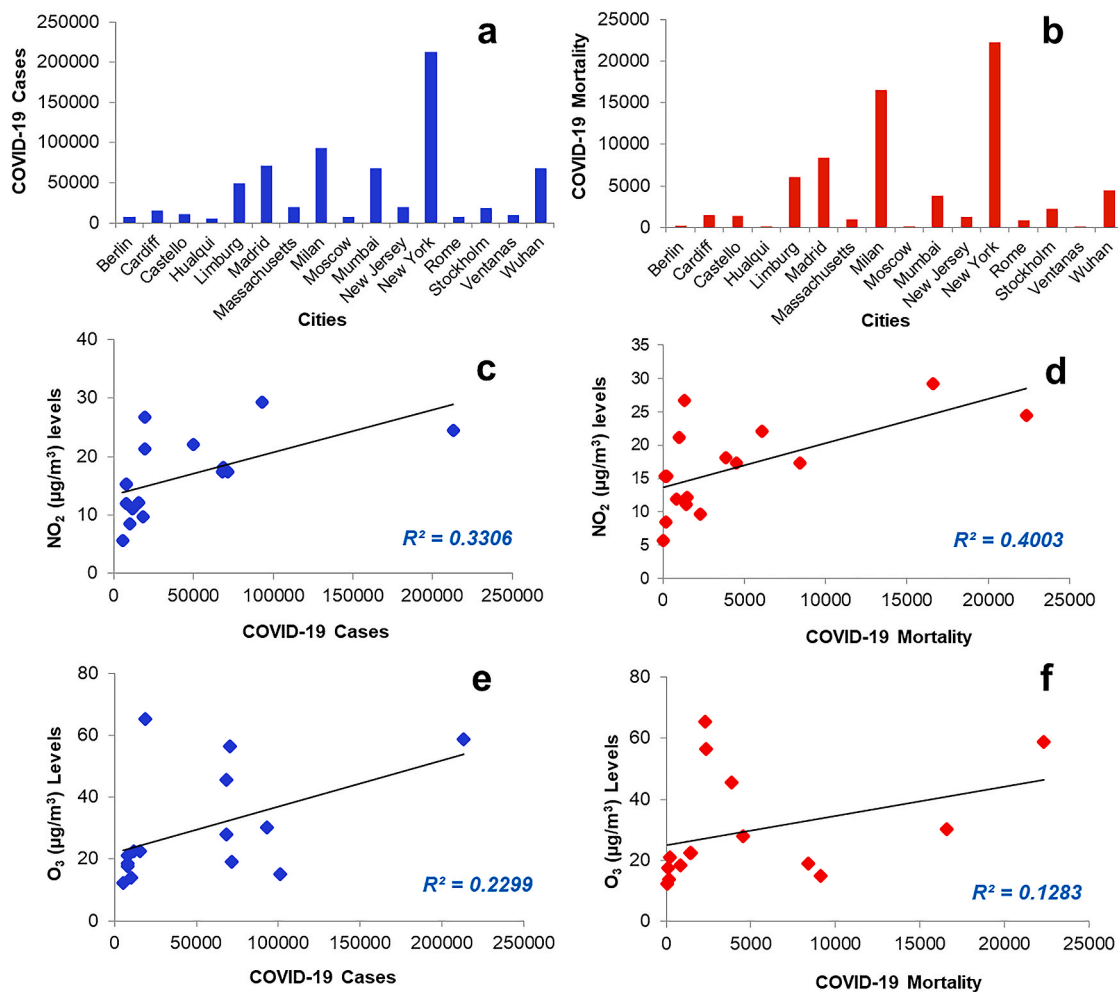 a
COVID-19 Cases
250000
200000
150000
100000
50000
0
Berlin
Cardiff
Castello
Hualqui
Limburg
Madrid
Massachusetts
Milan
Moscow
Mumbai
New Jersey
New York
Rome
Stockholm
Ventanas
Wuhan
Cities
b
COVID-19 Mortality
25000
20000
15000
10000
5000
0
Berlin
Cardiff
Castello
Hualqui
Limburg
Madrid
Massachusetts
Milan
Moscow
Mumbai
New Jersey
New York
Rome
Stockholm
Ventanas
Wuhan
Cities
c
NO₂ (µg/m³) levels
40
30
20
10
0
R² = 0.3306
0 50000 100000 150000 200000 250000
COVID-19 Cases
d
NO₂ (µg/m³) levels
35
30
25
20
15
10
5
0
R² = 0.4003
0 5000 10000 15000 20000 25000
COVID-19 Mortality
e
O₃ (µg/m³) Levels
80
60
40
20
0
R² = 0.2299
0 50000 100000 150000 200000 250000
COVID-19 Cases
f
O₃ (µg/m³) Levels
80
60
40
20
0
R² = 0.1283
0 5000 10000 15000 20000 25000
COVID-19 Mortality